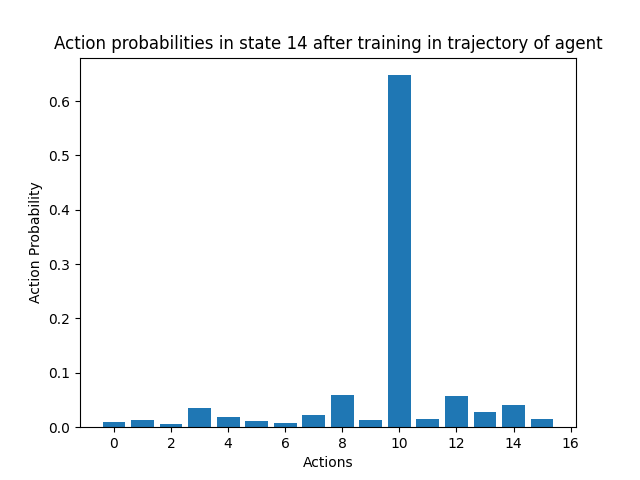 Action probabilities in state 14 after training in trajectory of agent
0.6
0.5
0.4
0.3
0.2
0.1
0.0
Action Probability
0 2 4 6 8 10 12 14 16
Actions